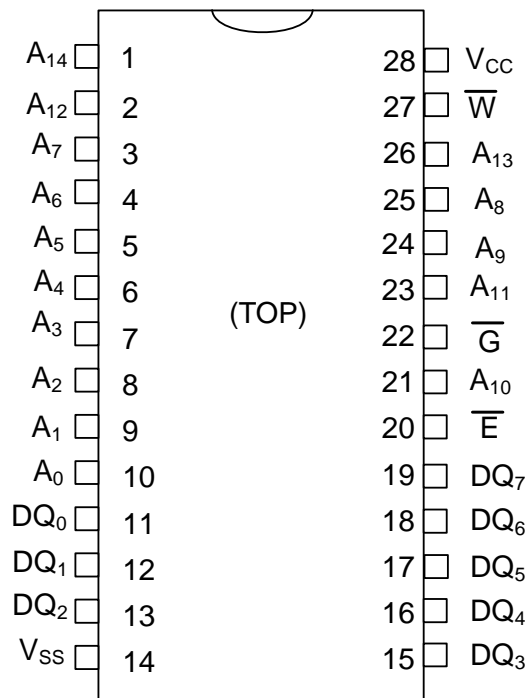 A14 1 28 VCC
A12 2 27 W̅
A7 3 26 A13
A6 4 25 A8
A5 5 24 A9
A4 6 23 A11
(TOP)
A3 7 22 G̅
A2 8 21 A10
A1 9 20 E̅
A0 10 19 DQ7
DQ0 11 18 DQ6
DQ1 12 17 DQ5
DQ2 13 16 DQ4
VSS 14 15 DQ3